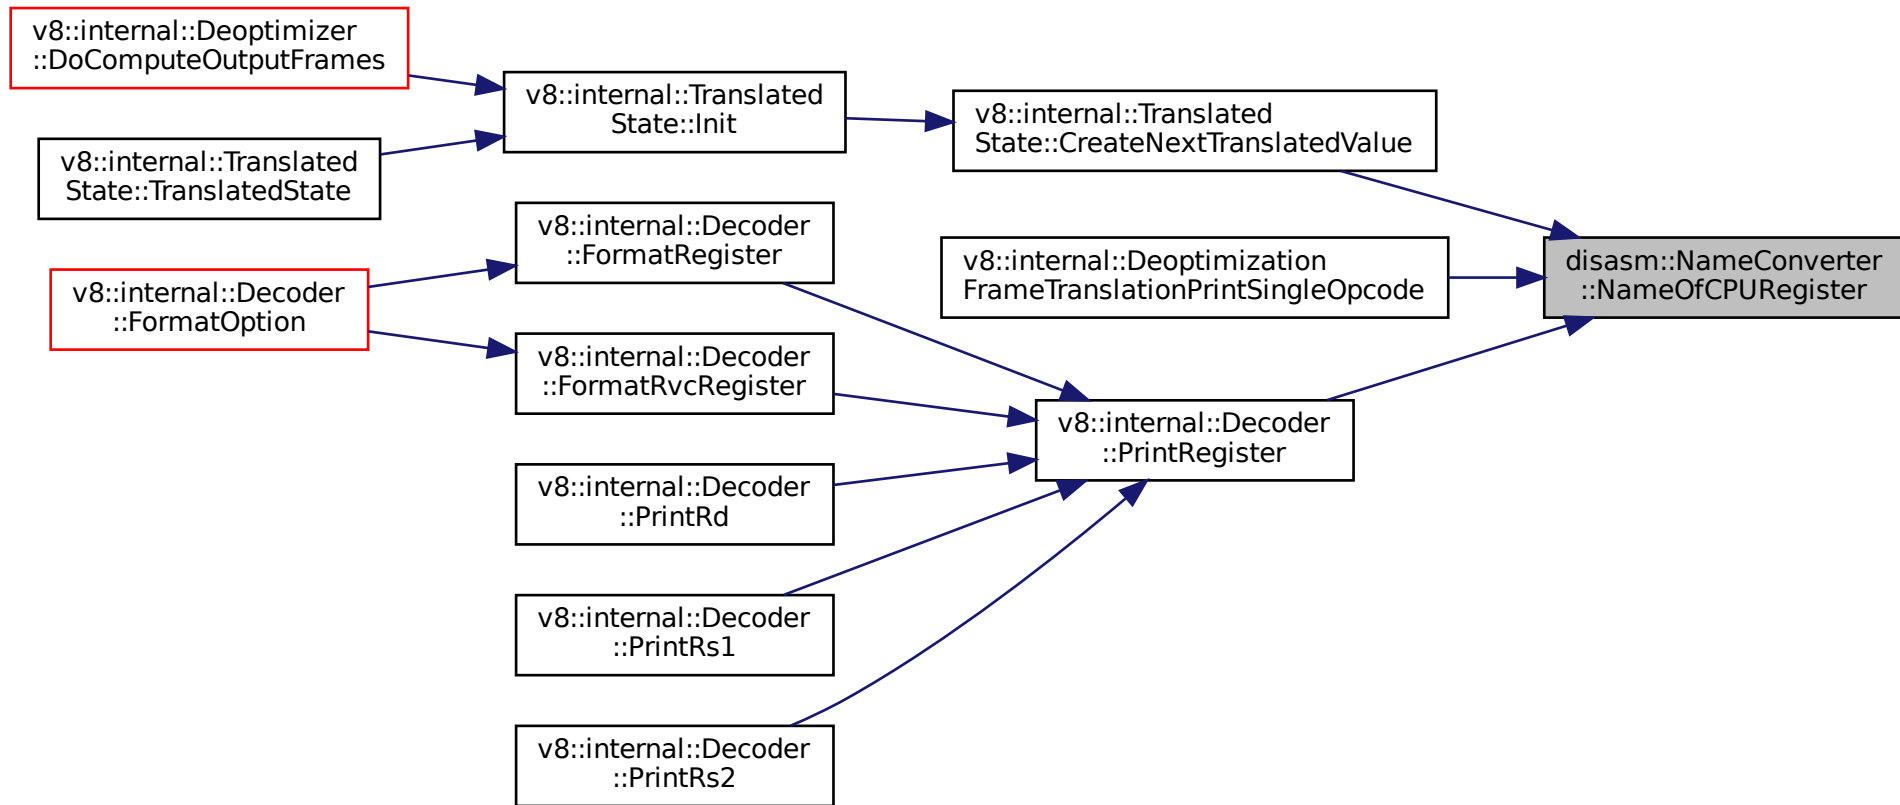 v8::internal::Deoptimizer
::DoComputeOutputFrames
v8::internal::Translated
State::TranslatedState
v8::internal::Decoder
::FormatOption
v8::internal::Translated
State::Init
v8::internal::Decoder
::FormatRegister
v8::internal::Decoder
::FormatRvcRegister
v8::internal::Decoder
::PrintRd
v8::internal::Decoder
::PrintRs1
v8::internal::Decoder
::PrintRs2
v8::internal::Translated
State::CreateNextTranslatedValue
v8::internal::Deoptimization
FrameTranslationPrintSingleOpcode
v8::internal::Decoder
::PrintRegister
disasm::NameConverter
::NameOfCPURegister